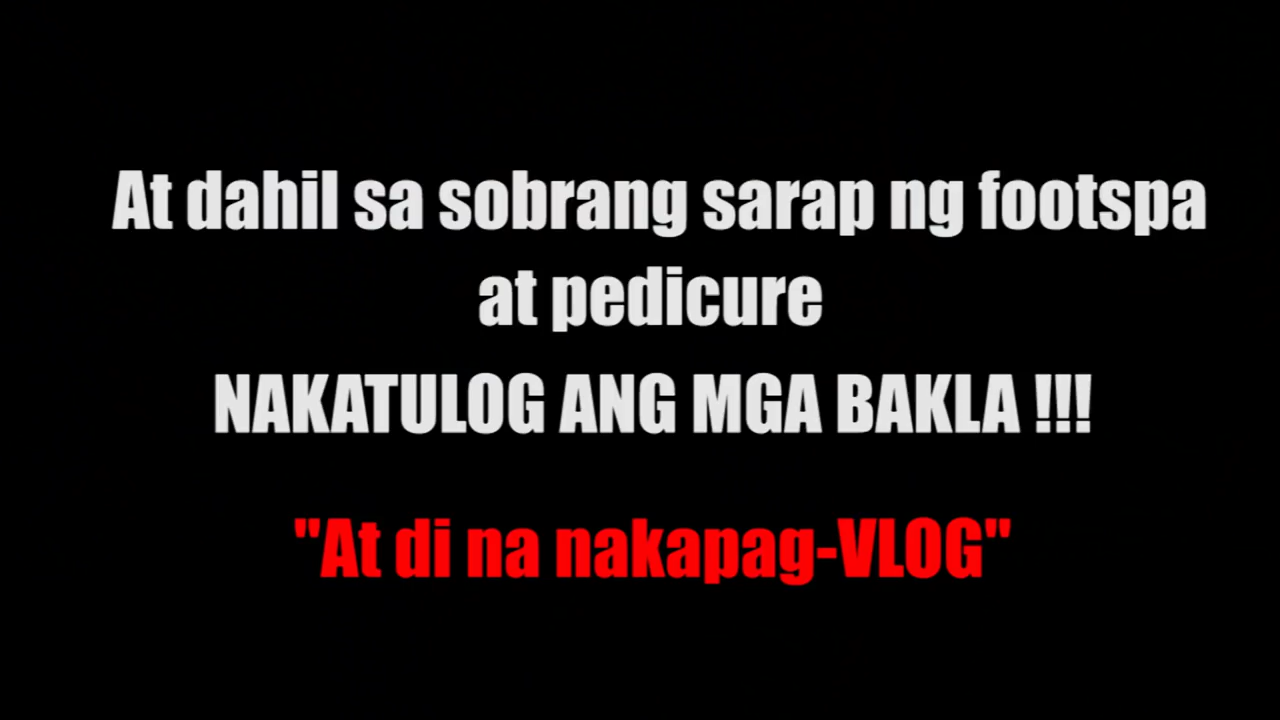 At dahil sa sobrang sarap ng footspa
at pedicure
NAKATULOG ANG MGA BAKLA !!!
"At di na nakapag-VLOG"